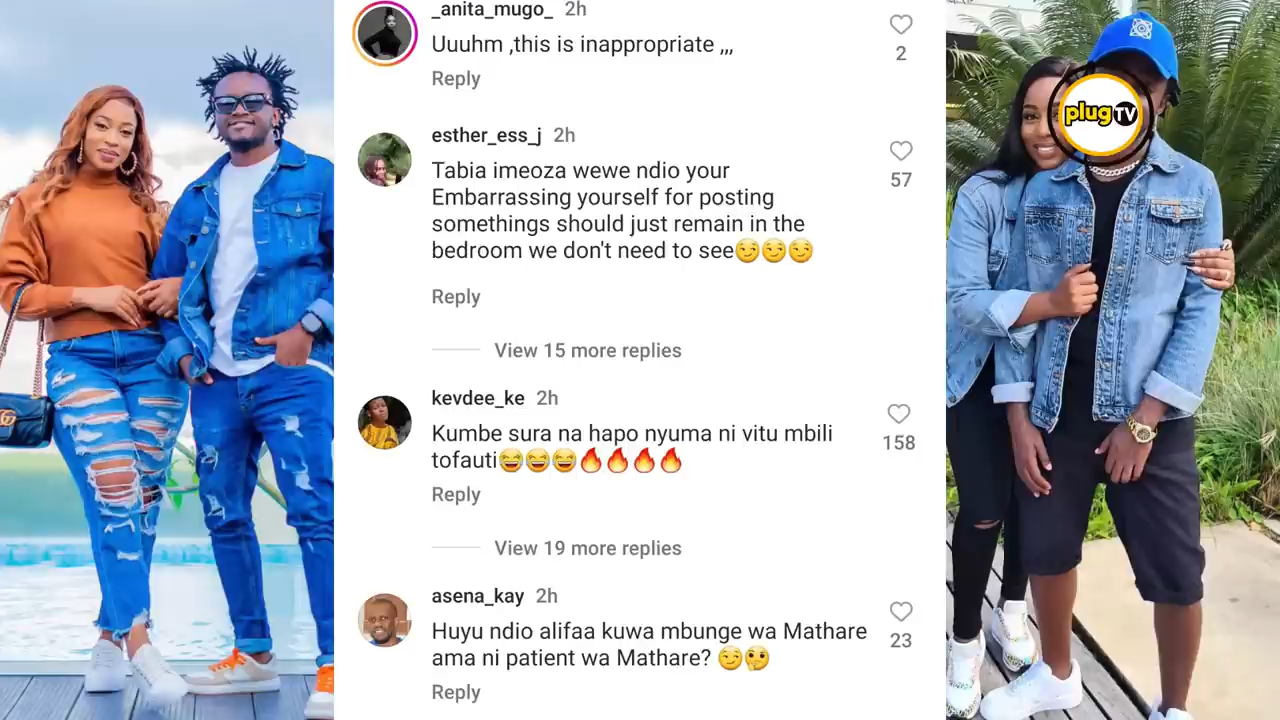 _anita_mugo_ 2h
Uuuhm ,this is inappropriate ,,,
2
Reply
esther_ess_j 2h
Tabia imeoza wewe ndio your
57
Embarrassing yourself for posting
somethings should just remain in the
bedroom we don't need to see😏😏😏
Reply
View 15 more replies
kevdee_ke 2h
Kumbe sura na hapo nyuma ni vitu mbili
158
tofauti😂😂😂🔥🔥🔥🔥
Reply
View 19 more replies
asena_kay 2h
Huyu ndio alifaa kuwa mbunge wa Mathare
23
ama ni patient wa Mathare? 😏🤔
Reply
plug TV